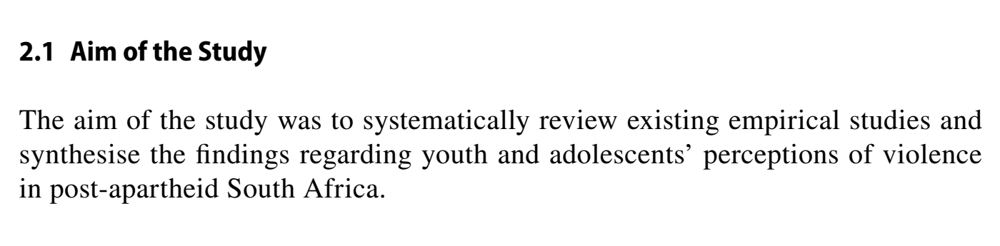 2.1 Aim of the Study
The aim of the study was to systematically review existing empirical studies and
synthesise the findings regarding youth and adolescents’ perceptions of violence
in post-apartheid South Africa.